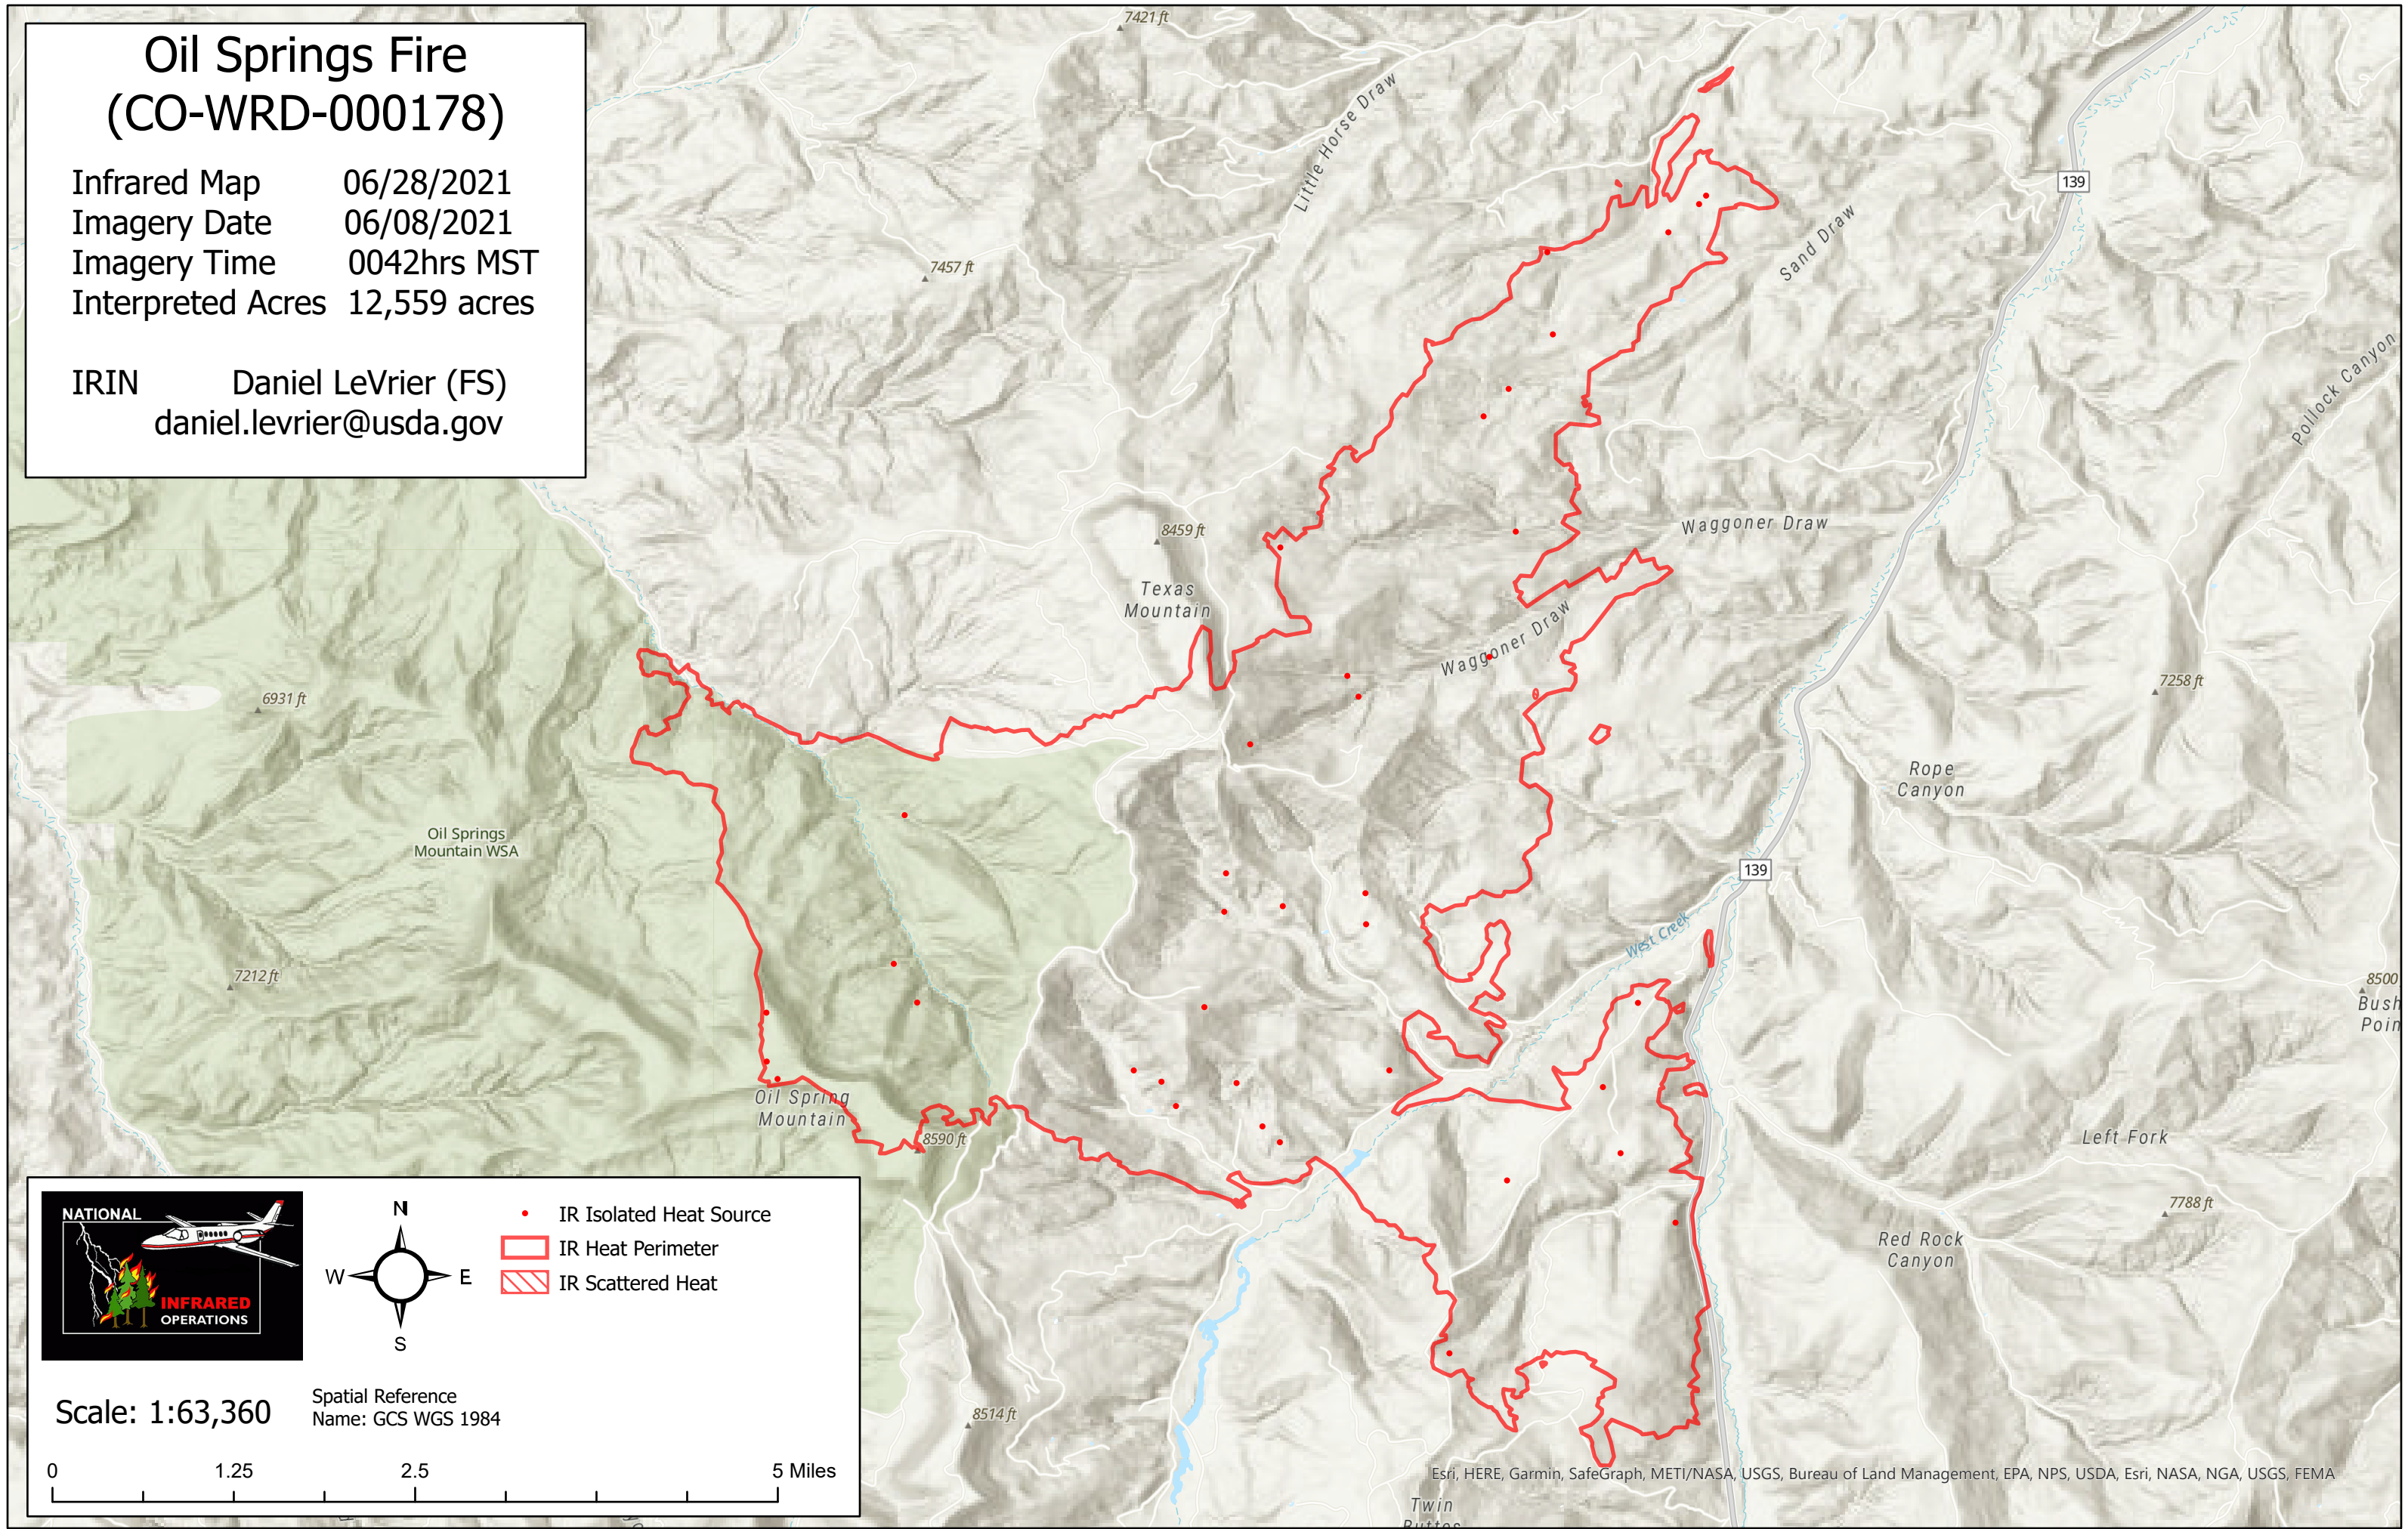 Oil Springs Fire
(CO-WRD-000178)
Infrared Map 06/28/2021
Imagery Date 06/08/2021
Imagery Time 0042hrs MST
Interpreted Acres 12,559 acres
IRIN Daniel LeVrier (FS)
daniel.levrier@usda.gov
7421 ft
Little Horse Draw
139
7457 ft
Sand Draw
Pollock Canyon
8459 ft
Waggoner Draw
Texas
Mountain
Waggoner Draw
6931 ft
7258 ft
Rope
Canyon
Oil Springs
Mountain WSA
139
West Creek
7212 ft
8500
Bush
Poin
Oil Spring
Mountain
8590 ft
Left Fork
7788 ft
Red Rock
Canyon
8514 ft
Twin
Buttes
NATIONAL
INFRARED
OPERATIONS
N
W
E
S
IR Isolated Heat Source
IR Heat Perimeter
IR Scattered Heat
Scale: 1:63,360
Spatial Reference
Name: GCS WGS 1984
0 1.25 2.5 5 Miles
Esri, HERE, Garmin, SafeGraph, METI/NASA, USGS, Bureau of Land Management, EPA, NPS, USDA, Esri, NASA, NGA, USGS, FEMA